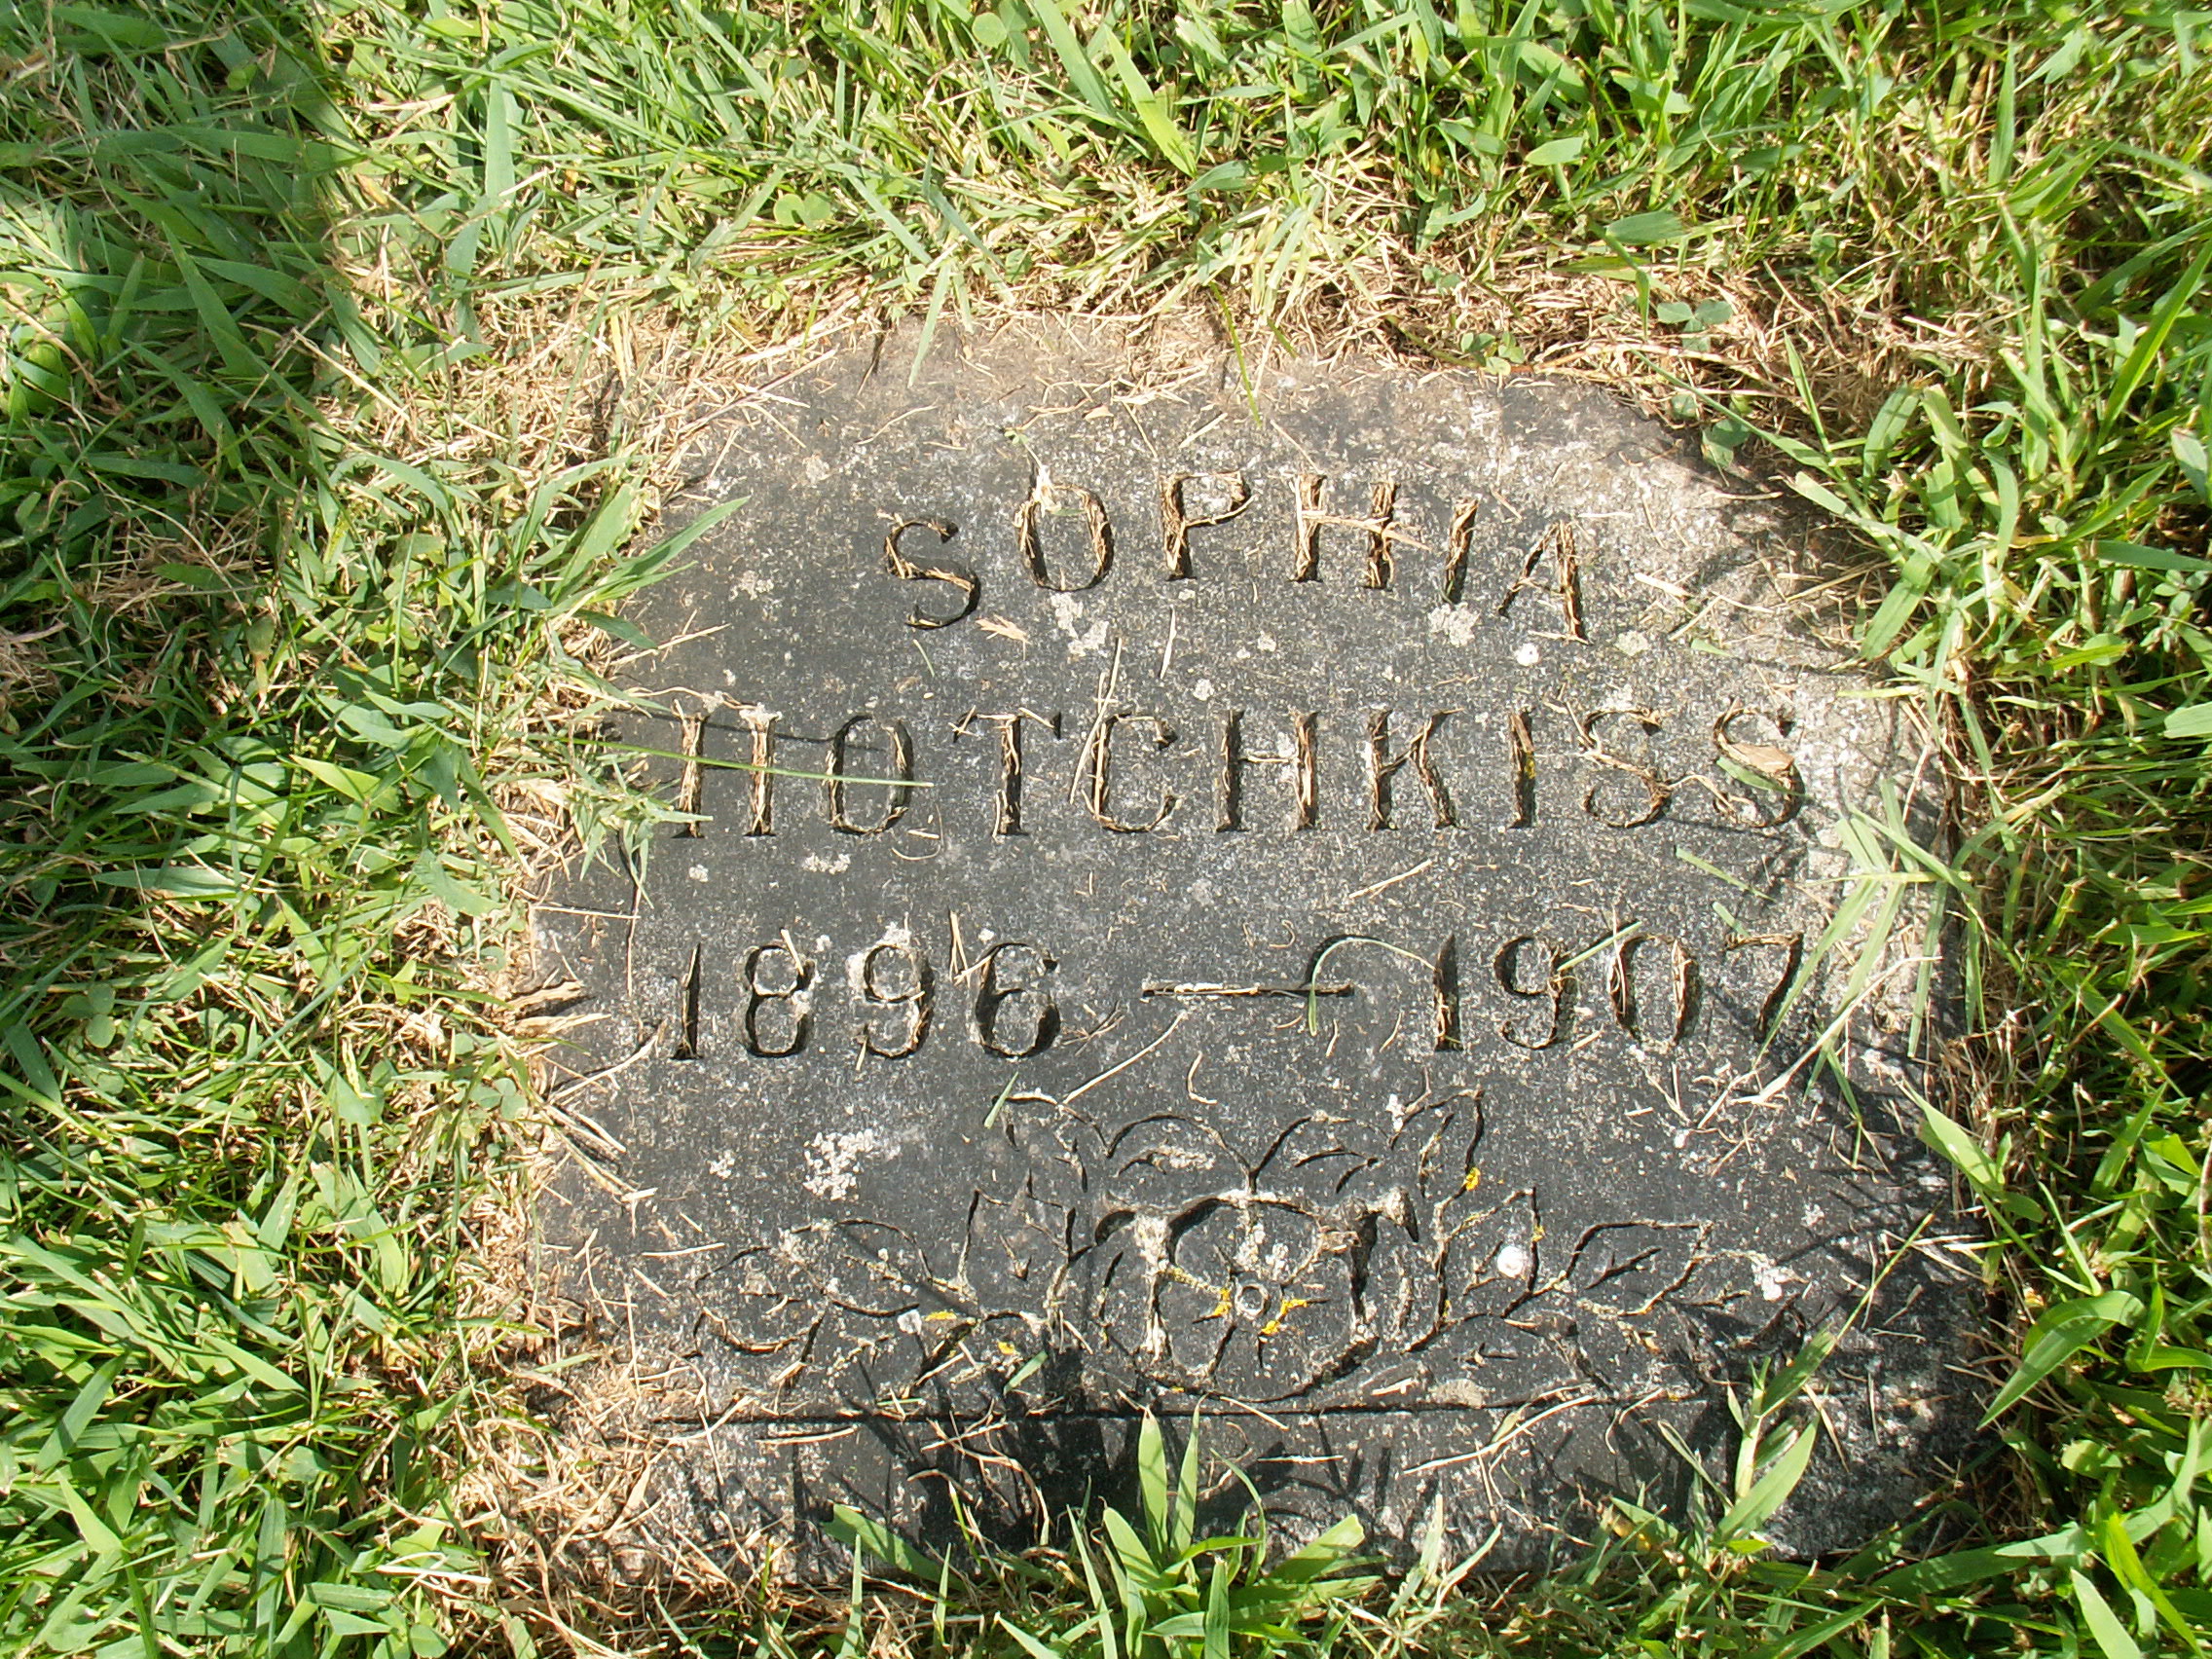 SOPHIA
HOTCHKISS
1896 — 1907